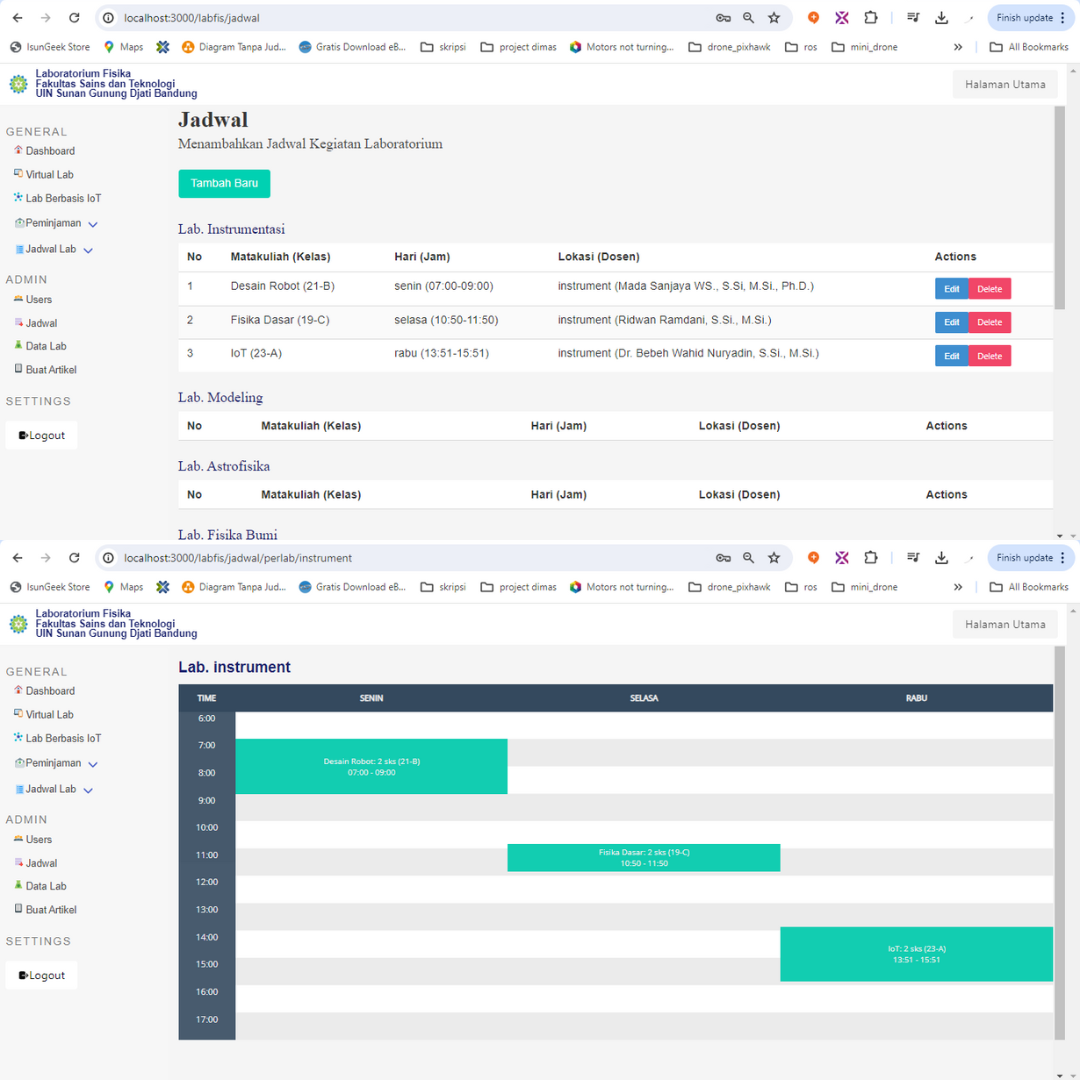 localhost:3000/labfis/jadwal
Finish update
IsunGeek Store Maps Diagram Tanpa Jud... Gratis Download eB... skripsi project dimas Motors not turning... drone_pixhawk ros mini_drone » All Bookmarks
Laboratorium Fisika
Fakultas Sains dan Teknologi
UIN Sunan Gunung Djati Bandung
Halaman Utama
GENERAL
Dashboard
Virtual Lab
Lab Berbasis IoT
Peminjaman
Jadwal Lab
ADMIN
Users
Jadwal
Data Lab
Buat Artikel
SETTINGS
Logout
Jadwal
Menambahkan Jadwal Kegiatan Laboratorium
Tambah Baru
Lab. Instrumentasi
No Matakuliah (Kelas) Hari (Jam) Lokasi (Dosen) Actions
1 Desain Robot (21-B) senin (07:00-09:00) instrument (Mada Sanjaya WS., S.Si, M.Si., Ph.D.) Edit Delete
2 Fisika Dasar (19-C) selasa (10:50-11:50) instrument (Ridwan Ramdani, S.Si., M.Si.) Edit Delete
3 IoT (23-A) rabu (13:51-15:51) instrument (Dr. Bebeh Wahid Nuryadin, S.Si., M.Si.) Edit Delete
Lab. Modeling
No Matakuliah (Kelas) Hari (Jam) Lokasi (Dosen) Actions
Lab. Astrofisika
No Matakuliah (Kelas) Hari (Jam) Lokasi (Dosen) Actions
Lab. Fisika Bumi
localhost:3000/labfis/jadwal/perlab/instrument
Finish update
IsunGeek Store Maps Diagram Tanpa Jud... Gratis Download eB... skripsi project dimas Motors not turning... drone_pixhawk ros mini_drone » All Bookmarks
Laboratorium Fisika
Fakultas Sains dan Teknologi
UIN Sunan Gunung Djati Bandung
Halaman Utama
GENERAL
Dashboard
Virtual Lab
Lab Berbasis IoT
Peminjaman
Jadwal Lab
ADMIN
Users
Jadwal
Data Lab
Buat Artikel
SETTINGS
Logout
Lab. instrument
TIME SENIN SELASA RABU
6:00
7:00
Desain Robot: 2 sks (21-B)
07:00 - 09:00
8:00
9:00
10:00
Fisika Dasar: 2 sks (19-C)
10:50 - 11:50
11:00
12:00
13:00
14:00
IoT: 2 sks (23-A)
13:51 - 15:51
15:00
16:00
17:00